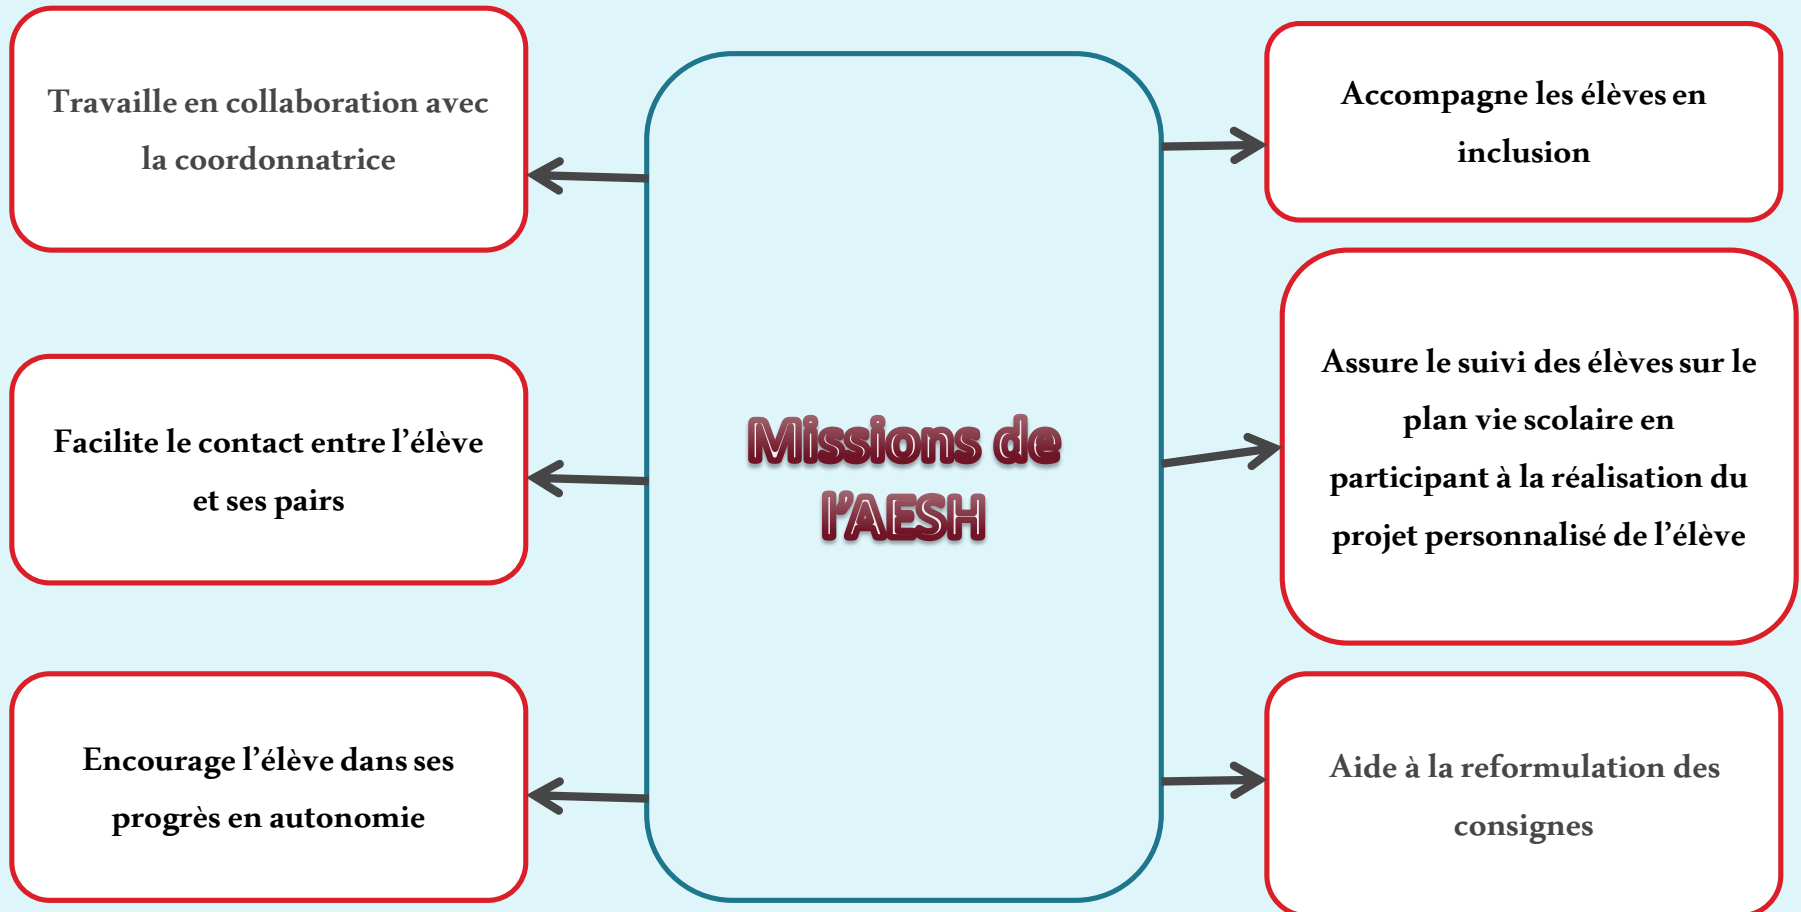 Travaille en collaboration avec
la coordonnatrice
Facilite le contact entre l’élève
et ses pairs
Encourage l’élève dans ses
progrès en autonomie
Missions de
l’AESH
Accompagne les élèves en
inclusion
Assure le suivi des élèves sur le
plan vie scolaire en
participant à la réalisation du
projet personnalisé de l’élève
Aide à la reformulation des
consignes